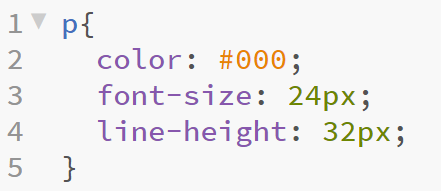 1 p{
2 color: #000;
3 font-size: 24px;
4 line-height: 32px;
5 }